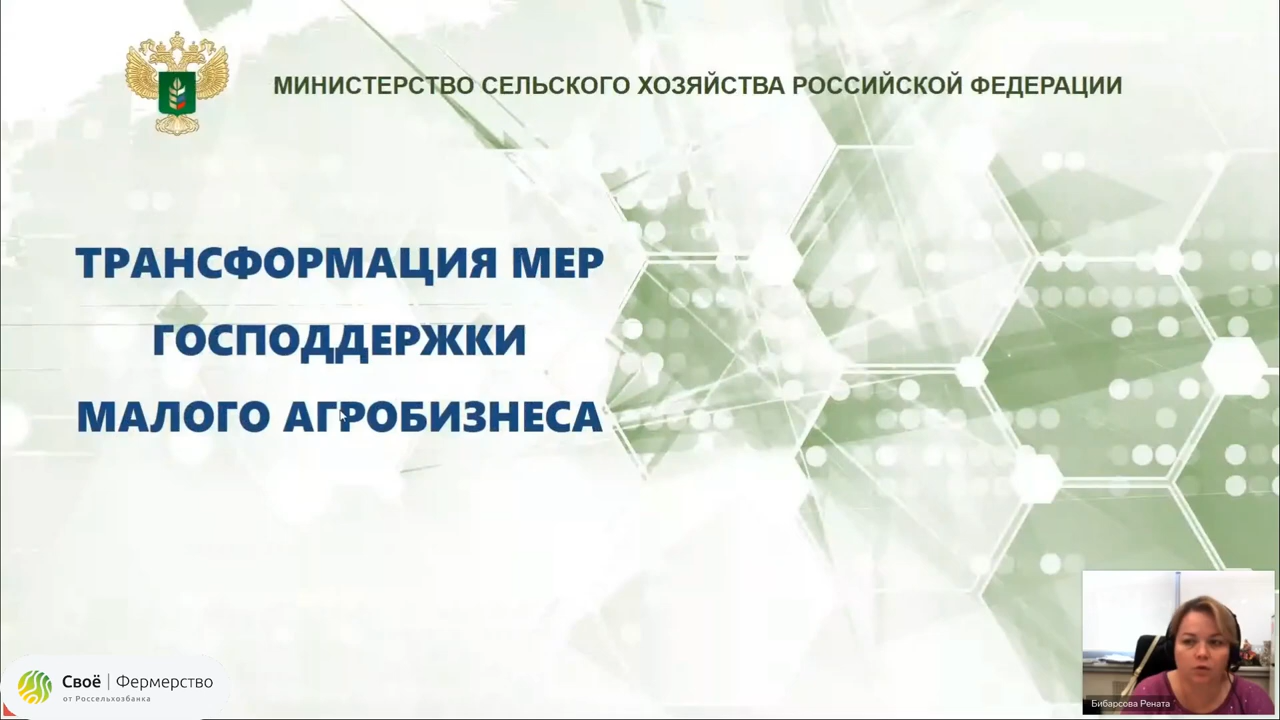 МИНИСТЕРСТВО СЕЛЬСКОГО ХОЗЯЙСТВА РОССИЙСКОЙ ФЕДЕРАЦИИ
ТРАНСФОРМАЦИЯ МЕР
ГОСПОДДЕРЖКИ
МАЛОГО АГРОБИЗНЕСА
Своё | Фермерство
от Россельхозбанка
Бибарсова Рената